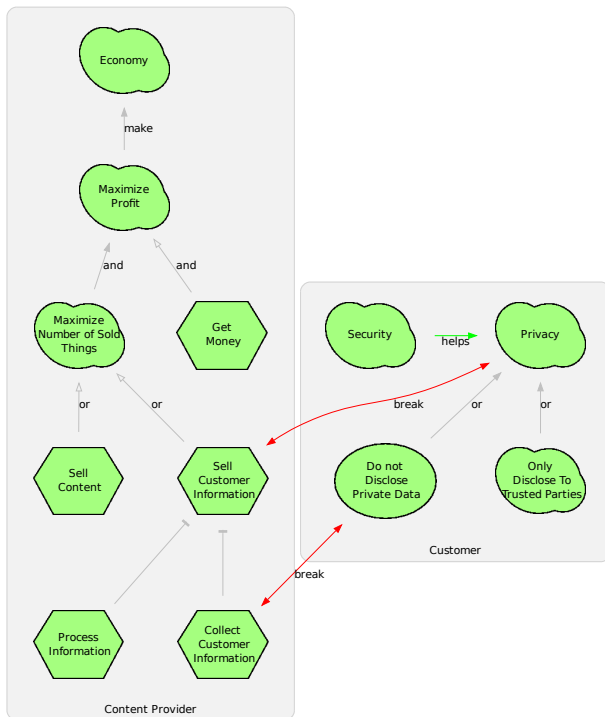 Economy
make
Maximize
Profit
and
and
Maximize
Number of Sold
Things
Get
Money
Security
helps
Privacy
or
or
break
or
or
Sell
Content
Sell
Customer
Information
Do not
Disclose
Private Data
Only
Disclose To
Trusted Parties
Customer
break
Process
Information
Collect
Customer
Information
Content Provider